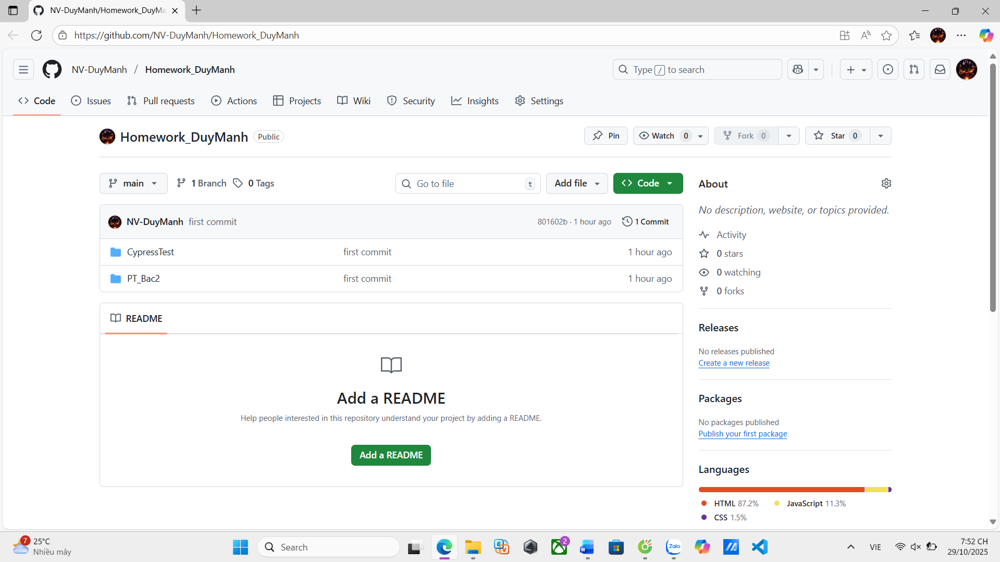 NV-DuyManh/Homework_DuyMa
https://github.com/NV-DuyManh/Homework_DuyManh
NV-DuyManh / Homework_DuyManh
Type / to search
Code Issues Pull requests Actions Projects Wiki Security Insights Settings
Homework_DuyManh Public
Pin Watch 0 Fork 0 Star 0
main 1 Branch 0 Tags
Go to file t
Add file
Code
NV-DuyManh first commit 801602b · 1 hour ago 1 Commit
CypressTest first commit 1 hour ago
PT_Bac2 first commit 1 hour ago
README
Add a README
Help people interested in this repository understand your project by adding a README.
Add a README
About
No description, website, or topics provided.
Activity
0 stars
0 watching
0 forks
Releases
No releases published
Create a new release
Packages
No packages published
Publish your first package
Languages
HTML 87.2% JavaScript 11.3%
CSS 1.5%
7 25°C
Nhiều mây
Search
2
Zalo
VIE
7:52 CH
29/10/2025